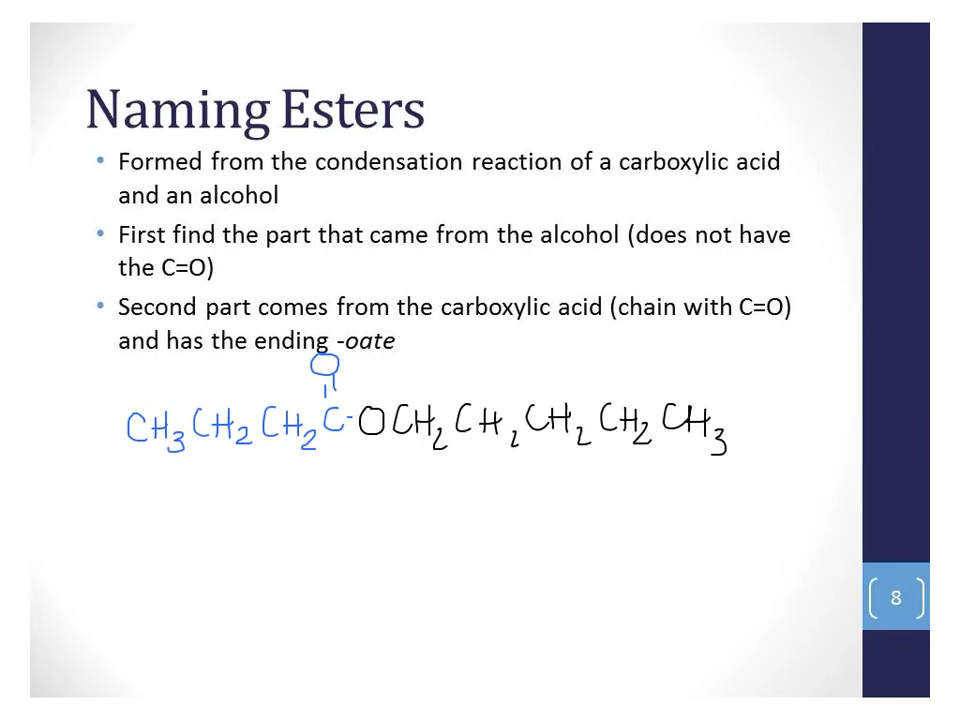 Naming Esters
• Formed from the condensation reaction of a carboxylic acid
and an alcohol
• First find the part that came from the alcohol (does not have
the C=O)
• Second part comes from the carboxylic acid (chain with C=O)
and has the ending -oate
O
CH3 CH2 CH2 C-OCH2 CH2 CH2 CH2 CH3
8